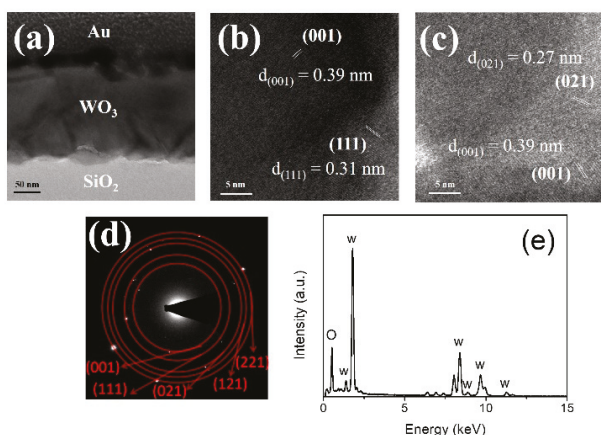 (a)
Au
WO3
50 nm
SiO2
(b)
(001)
d(001) = 0.39 nm
(111)
d(111) = 0.31 nm
5 nm
(c)
d(021) = 0.27 nm
(021)
d(001) = 0.39 nm
(001)
5 nm
(d)
(001)
(111)
(021)
(121)
(221)
(e)
Intensity (a.u.)
O
W
W
W
W
W
W
0
5
10
15
Energy (keV)